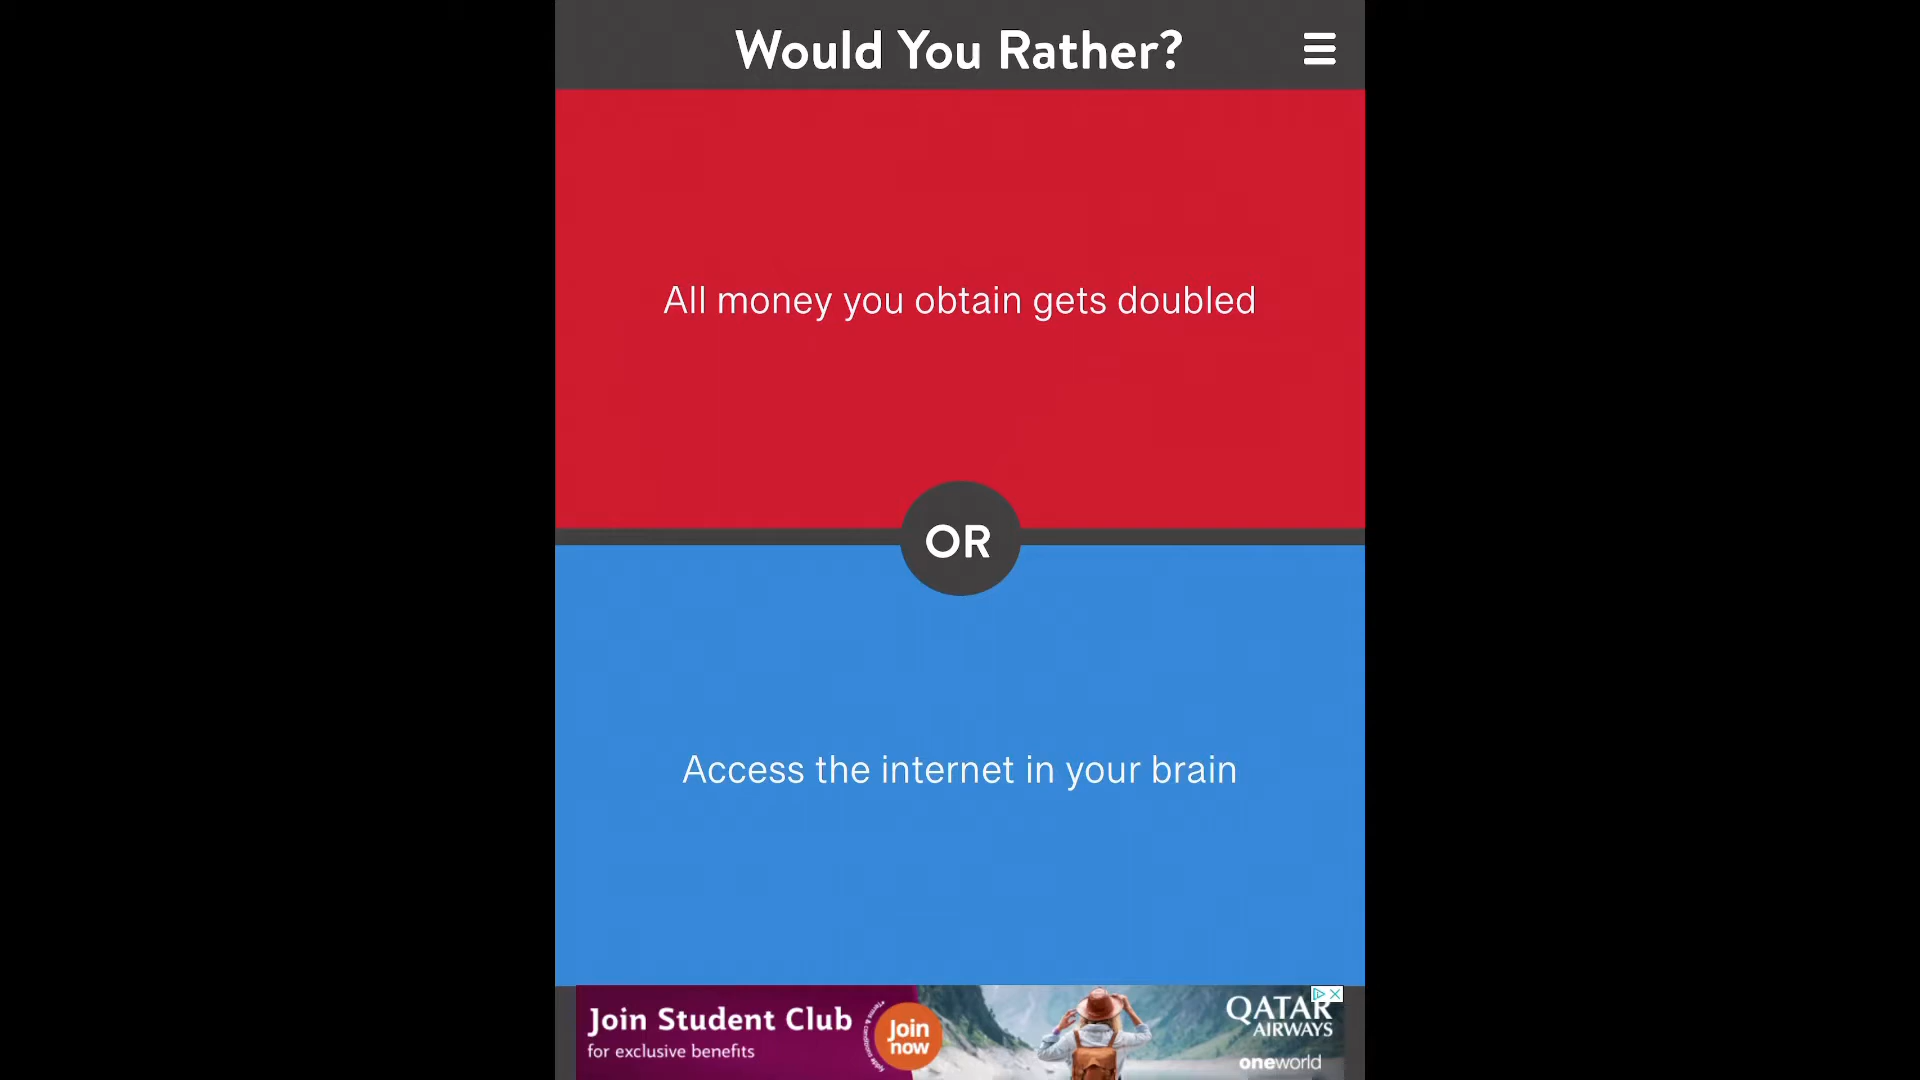 Would You Rather?
All money you obtain gets doubled
OR
Access the internet in your brain
Join Student Club
for exclusive benefits
Join
now
QATAR
AIRWAYS
oneworld